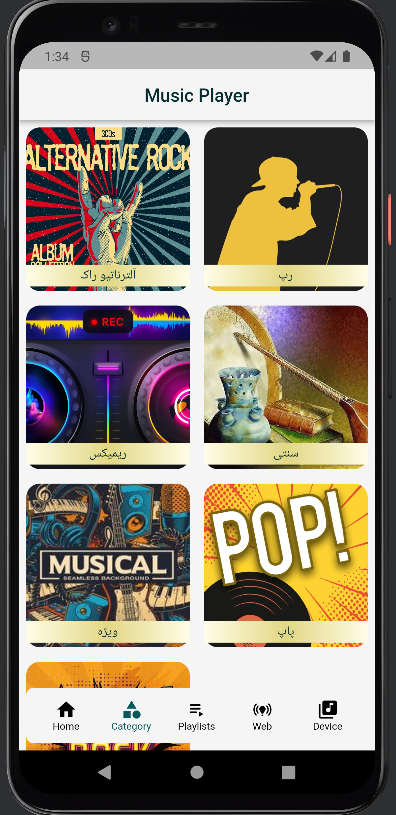 1:34
Music Player
3CDs
ALTERNATIVE ROCK
ALBUM
آلترناتیو راک
رپ
REC
ریمیکس
سنتی
MUSICAL
SEAMLESS BACKGROUND
ویژه
POP!
پاپ
Home
Category
Playlists
Web
Device